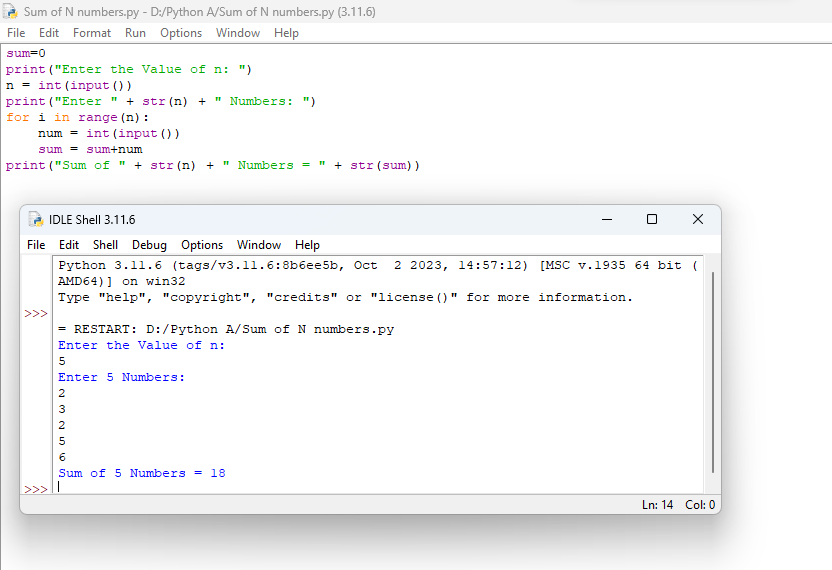 Sum of N numbers.py - D:/Python A/Sum of N numbers.py (3.11.6)
File Edit Format Run Options Window Help
sum=0
print("Enter the Value of n: ")
n = int(input())
print("Enter " + str(n) + " Numbers: ")
for i in range(n):
    num = int(input())
    sum = sum+num
print("Sum of " + str(n) + " Numbers = " + str(sum))
IDLE Shell 3.11.6
File Edit Shell Debug Options Window Help
Python 3.11.6 (tags/v3.11.6:8b6ee5b, Oct  2 2023, 14:57:12) [MSC v.1935 64 bit (
AMD64)] on win32
Type "help", "copyright", "credits" or "license()" for more information.
>>>
= RESTART: D:/Python A/Sum of N numbers.py
Enter the Value of n:
5
Enter 5 Numbers:
2
3
2
5
6
Sum of 5 Numbers = 18
>>>
Ln: 14 Col: 0